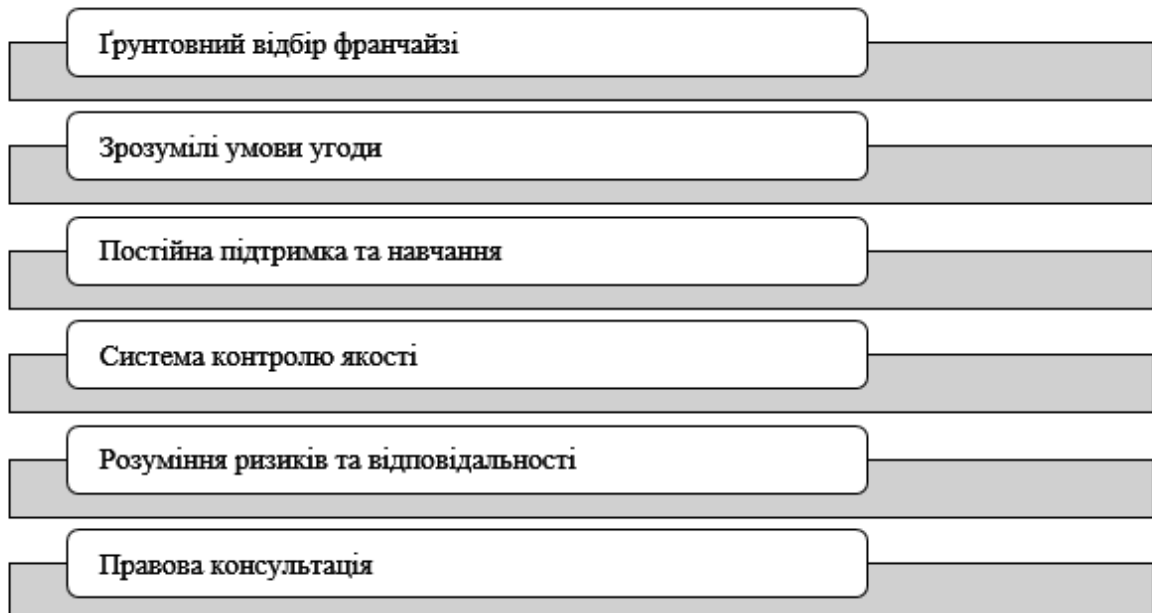 Ґрунтовний відбір франчайзі
Зрозумілі умови угоди
Постійна підтримка та навчання
Система контролю якості
Розуміння ризиків та відповідальності
Правова консультація